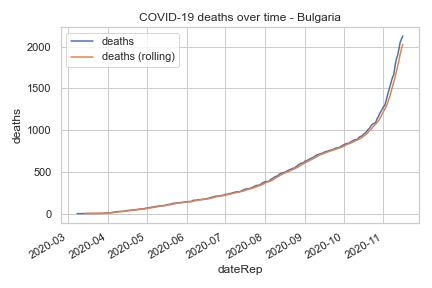 COVID-19 deaths over time - Bulgaria
deaths
deaths (rolling)
2000
1500
1000
500
0
deaths
2020-03
2020-04
2020-05
2020-06
2020-07
2020-08
2020-09
2020-10
2020-11
dateRep